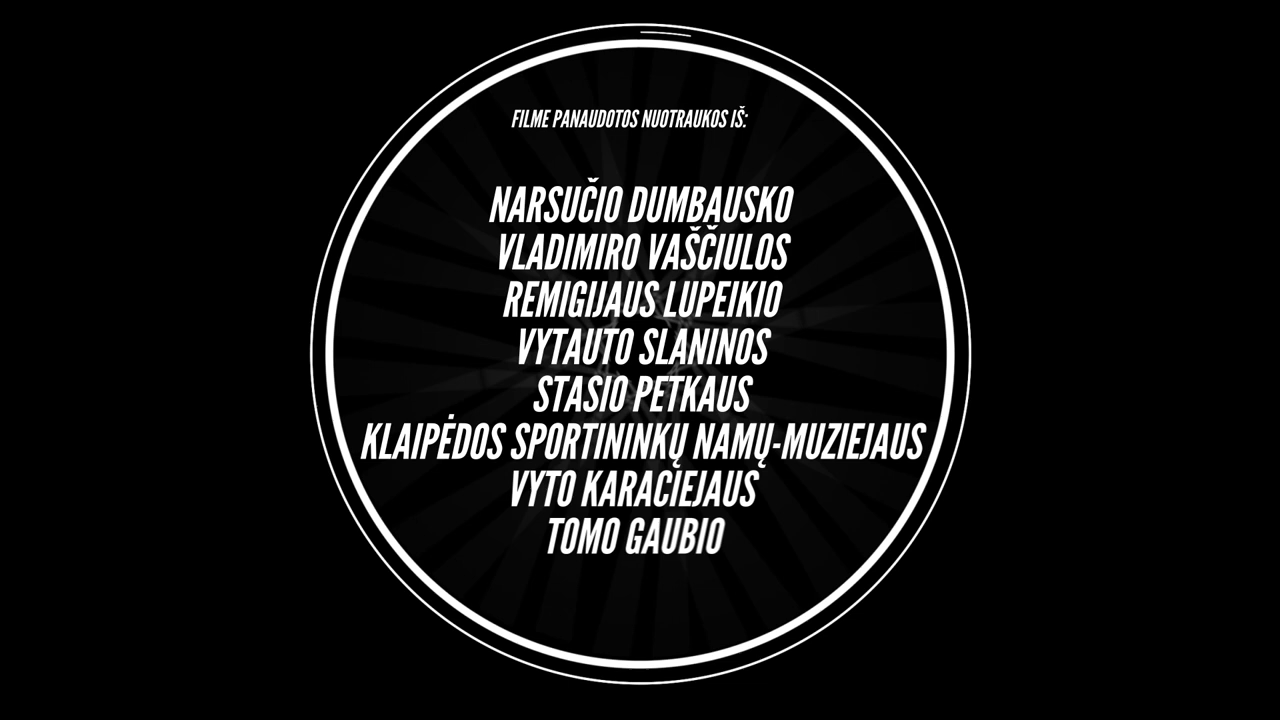 FILME PANAUDOTOS NUOTRAUKOS IŠ:
NARSUČIO DUMBAUSKO
VLADIMIRO VAŠČIULOS
REMIGIJAUS LUPEIKIO
VYTAUTO SLANINOS
STASIO PETKAUS
KLAIPĖDOS SPORTININKŲ NAMŲ-MUZIEJAUS
VYTO KARACIEJAUS
TOMO GAUBIO